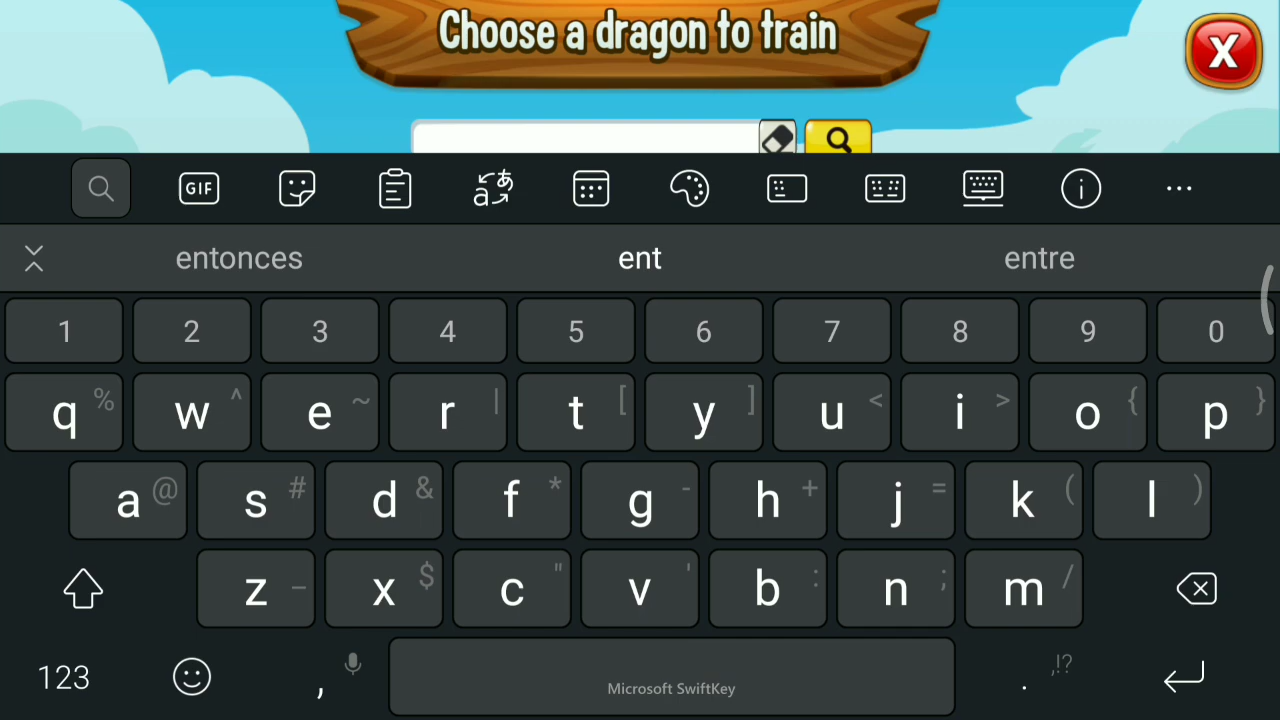 Choose a dragon to train
X
GIF
entonces ent entre
1 2 3 4 5 6 7 8 9 0
q % w ^ e ~ r | t [ y ] u < i > o { p }
a @ s # d & f * g - h + j = k ( l )
z _ x $ c " v ' b : n ; m /
123 , Microsoft SwiftKey . ,!?